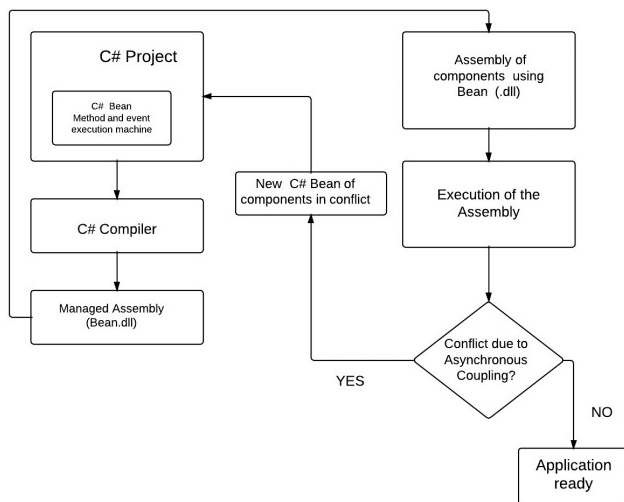 C# Project
C# Bean
Method and event
execution machine
C# Compiler
Managed Assembly
(Bean.dll)
New C# Bean of
components in conflict
Assembly of
components using
Bean (.dll)
Execution of the
Assembly
Conflict due to
Asynchronous
Coupling?
YES
NO
Application
ready